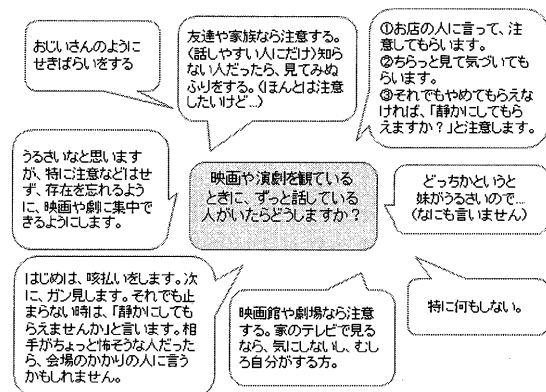 おじいさんのように
せきばらいをする
友達や家族なら注意する。
(話しやすい人にだけ)知ら
ない人だったら、見てみぬ
ふりをする。(ほんとは注意
したいけど…)
①お店の人に言って、注
意してもらいます。
②ちらっと見て気づいても
らいます。
③それでもやめてもらえな
ければ、「静かにしてもら
えますか?」と注意します。
うるさいなと思います
が、特に注意などはせ
ず、存在を忘れるよう
に、映画や劇に集中で
きるようにします。
映画や演劇を観ている
ときに、ずっと話している
人がいたらどうしますか?
どっちかというと
妹がうるさいので…
(なにも言いません)
はじめは、咳払いをします。次
に、ガン見します。それでも止
まらない時は、「静かにしても
らえませんか」と言います。相
手がちょっと怖そうな人だった
ら、会場のかかりの人に言う
かもしれません。
映画館や劇場なら注意
する。家のテレビで見る
なら、気にしないし、むし
ろ自分がする方。
特に何もしない。